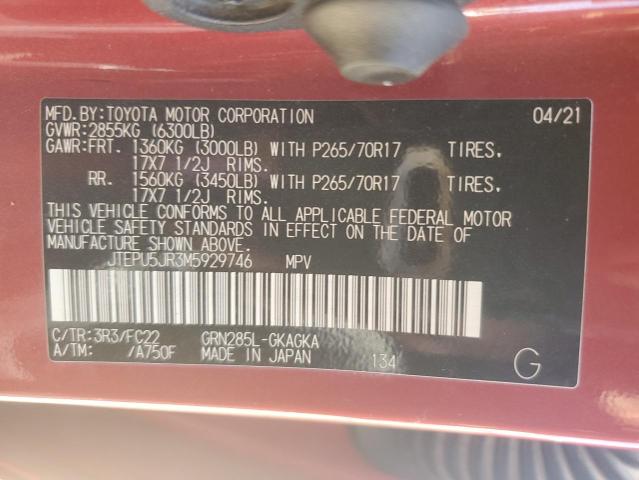 MFD.BY:TOYOTA MOTOR CORPORATION 04/21
GVWR:2855KG (6300LB)
GAWR:FRT. 1360KG (3000LB) WITH P265/70R17 TIRES,
17X7 1/2J RIMS.
RR. 1560KG (3450LB) WITH P265/70R17 TIRES,
17X7 1/2J RIMS.
THIS VEHICLE CONFORMS TO ALL APPLICABLE FEDERAL MOTOR
VEHICLE SAFETY STANDARDS IN EFFECT ON THE DATE OF
MANUFACTURE SHOWN ABOVE.
JTEPU5JR3M5929746 MPV
C/TR:3R3/FC22 GRN285L-GKAGKA
A/TM: /A750F MADE IN JAPAN 134 G